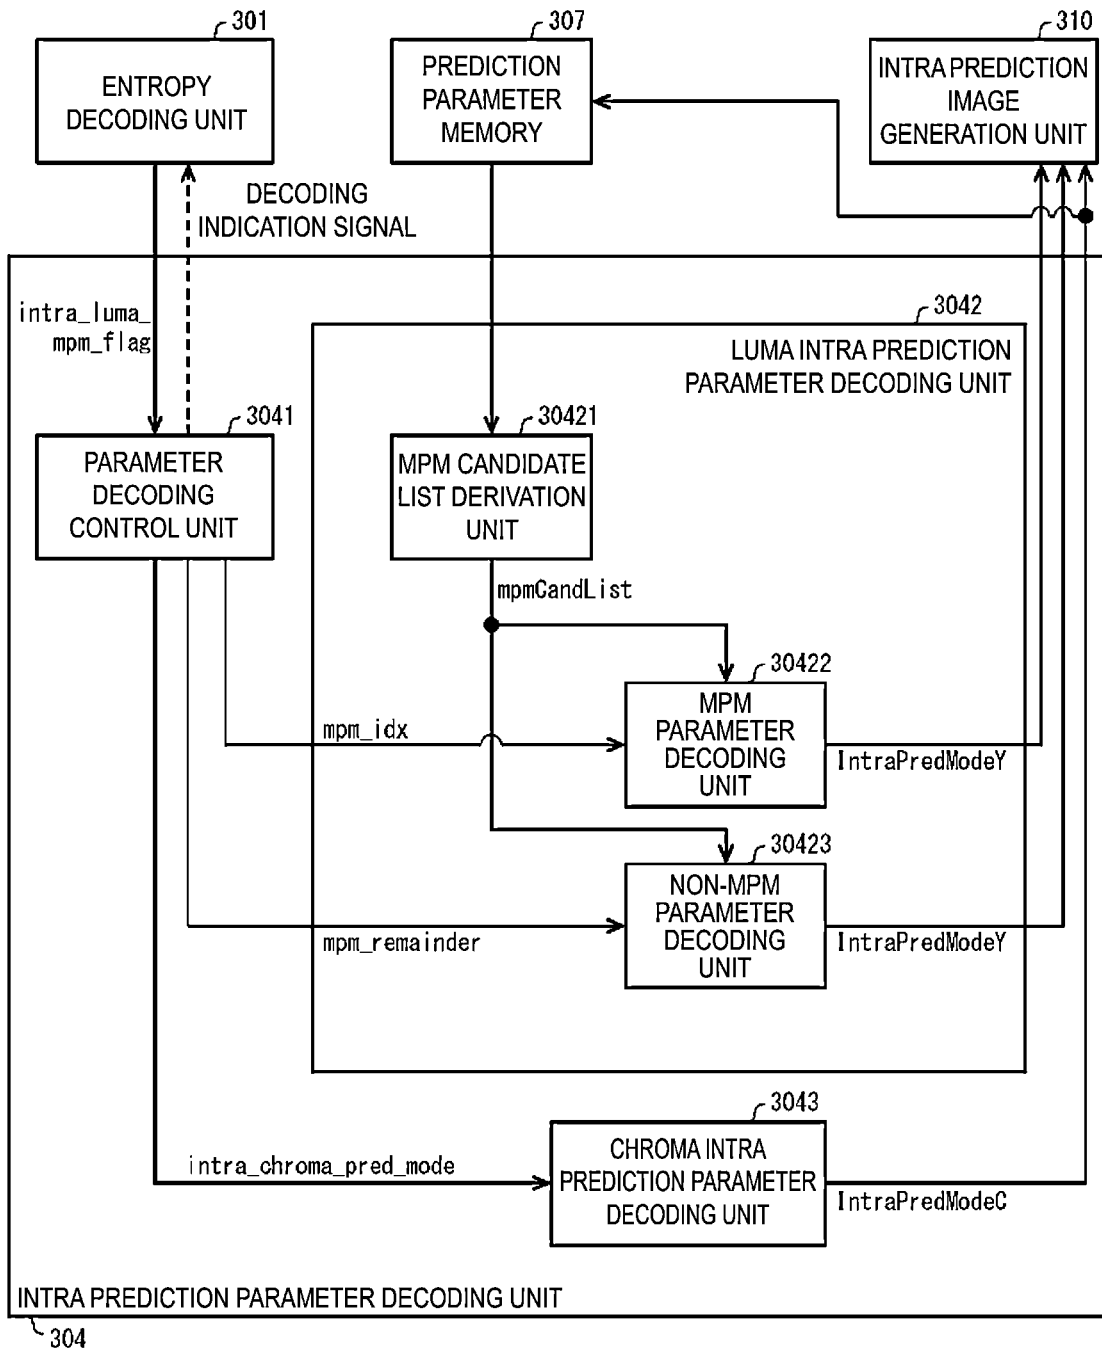 301
ENTROPY
DECODING UNIT
307
PREDICTION
PARAMETER
MEMORY
310
INTRA PREDICTION
IMAGE
GENERATION UNIT
DECODING
INDICATION SIGNAL
intra_luma_
mpm_flag
3042
LUMA INTRA PREDICTION
PARAMETER DECODING UNIT
3041
PARAMETER
DECODING
CONTROL UNIT
30421
MPM CANDIDATE
LIST DERIVATION
UNIT
mpmCandList
30422
MPM
PARAMETER
DECODING
UNIT
mpm_idx
IntraPredModeY
30423
NON-MPM
PARAMETER
DECODING
UNIT
mpm_remainder
IntraPredModeY
3043
CHROMA INTRA
PREDICTION PARAMETER
DECODING UNIT
intra_chroma_pred_mode
IntraPredModeC
INTRA PREDICTION PARAMETER DECODING UNIT
304